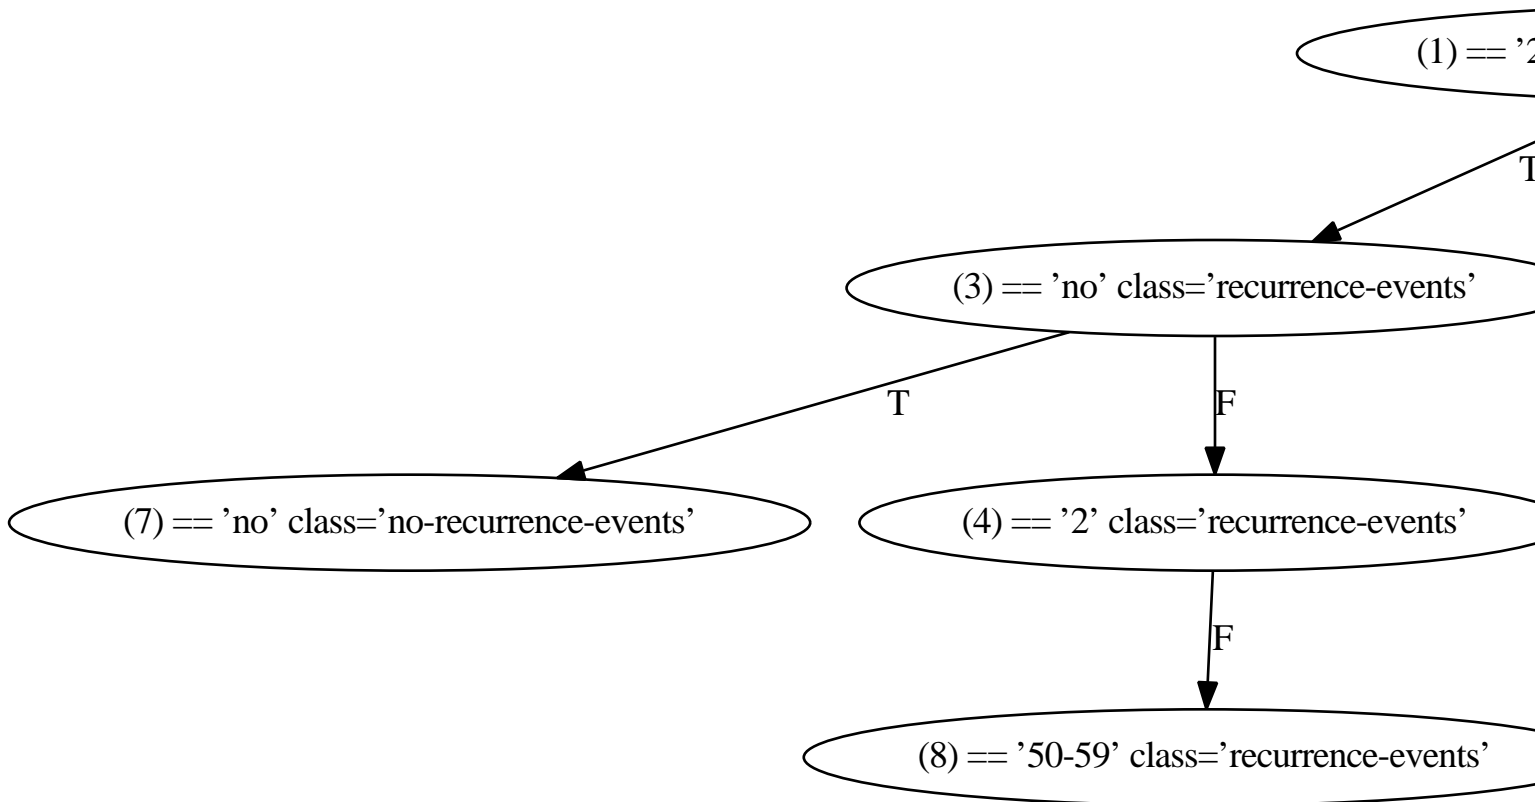 (1) == ’2
T
(3) == ’no’ class=’recurrence-events’
T
F
(7) == ’no’ class=’no-recurrence-events’
(4) == ’2’ class=’recurrence-events’
F
(8) == ’50-59’ class=’recurrence-events’